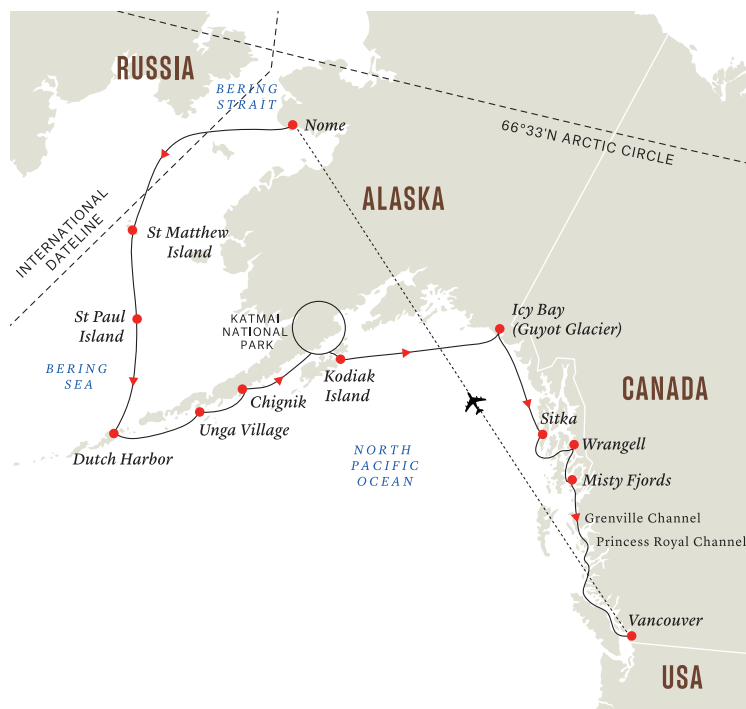 RUSSIA
BERING
STRAIT
Nome
66°33'N ARCTIC CIRCLE
ALASKA
INTERNATIONAL
DATELINE
St Matthew
Island
St Paul
Island
KATMAI
NATIONAL
PARK
Icy Bay
(Guyot Glacier)
BERING
SEA
Kodiak
Island
CANADA
Chignik
Unga Village
Sitka
Dutch Harbor
NORTH
PACIFIC
OCEAN
Wrangell
Misty Fjords
Grenville Channel
Princess Royal Channel
Vancouver
USA